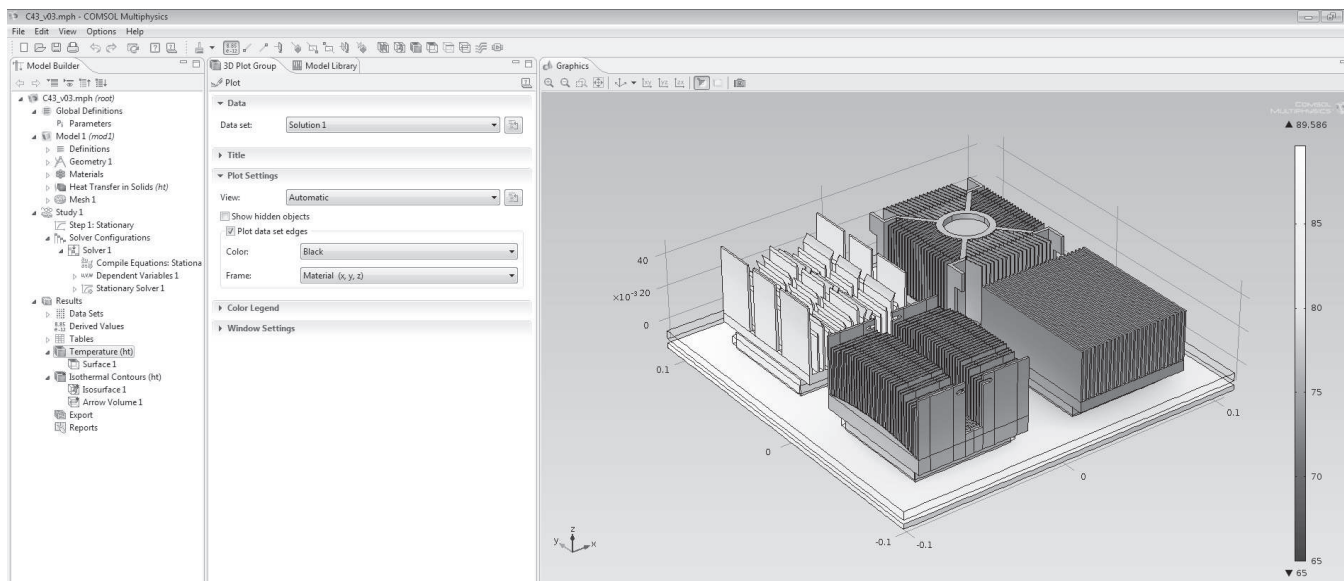 C43_v03.mph - COMSOL Multiphysics
File Edit View Options Help
Model Builder
C43_v03.mph (root)
Global Definitions
Pi Parameters
Model 1 (mod1)
Definitions
Geometry 1
Materials
Heat Transfer in Solids (ht)
Mesh 1
Study 1
Step 1: Stationary
Solver Configurations
Solver 1
Compile Equations: Stationa
Dependent Variables 1
Stationary Solver 1
Results
Data Sets
Derived Values
Tables
Temperature (ht)
Surface 1
Isothermal Contours (ht)
Isosurface 1
Arrow Volume 1
Export
Reports
3D Plot Group Model Library
Plot
Data
Data set: Solution 1
Title
Plot Settings
View: Automatic
Show hidden objects
Plot data set edges
Color: Black
Frame: Material (x, y, z)
Color Legend
Window Settings
Graphics
COMSOL
MULTIPHYSICS
▲ 89.586
85
80
75
70
65
▼ 65
40
×10⁻³ 20
0
0.1
0
-0.1 -0.1
0
0.1
z
y x